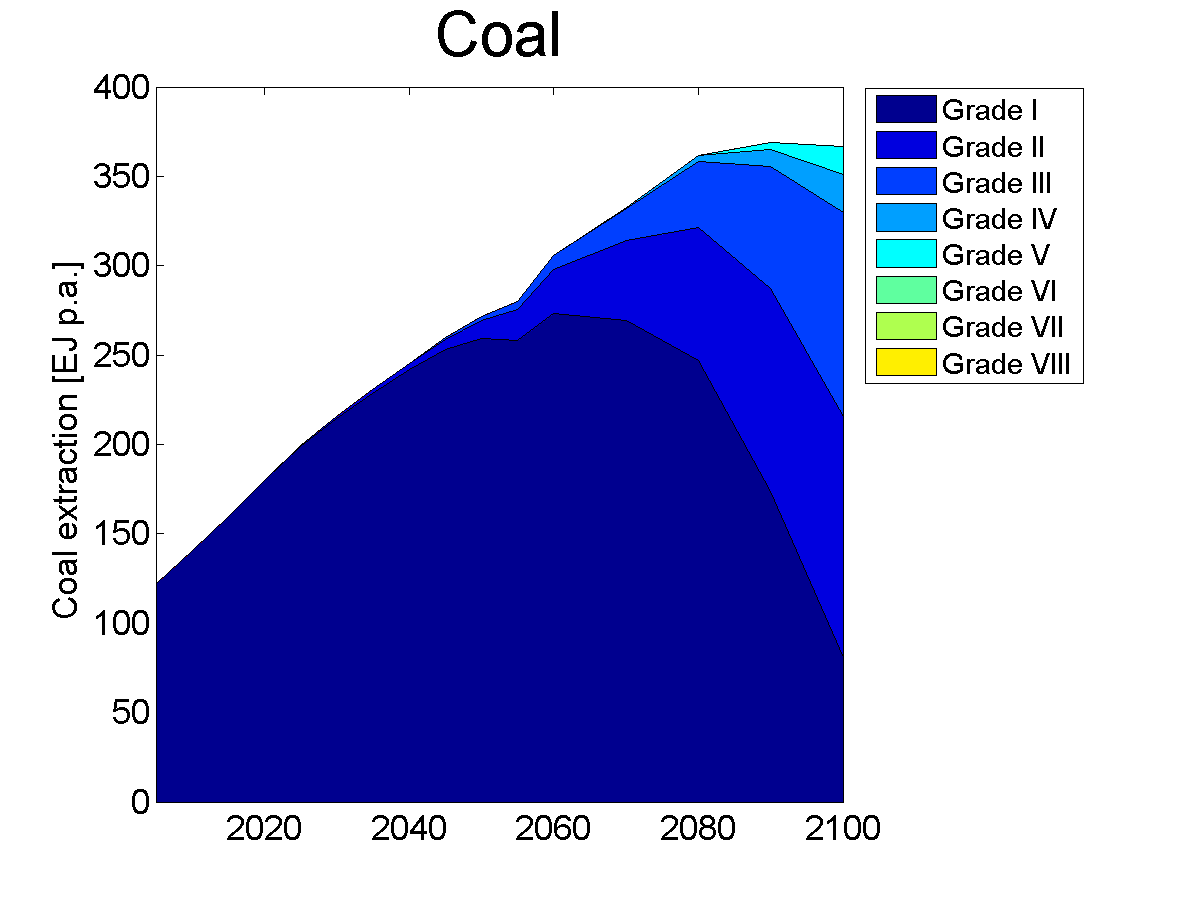 Coal
400
350
300
250
200
150
100
50
0
Coal extraction [EJ p.a.]
2020 2040 2060 2080 2100
Grade I
Grade II
Grade III
Grade IV
Grade V
Grade VI
Grade VII
Grade VIII